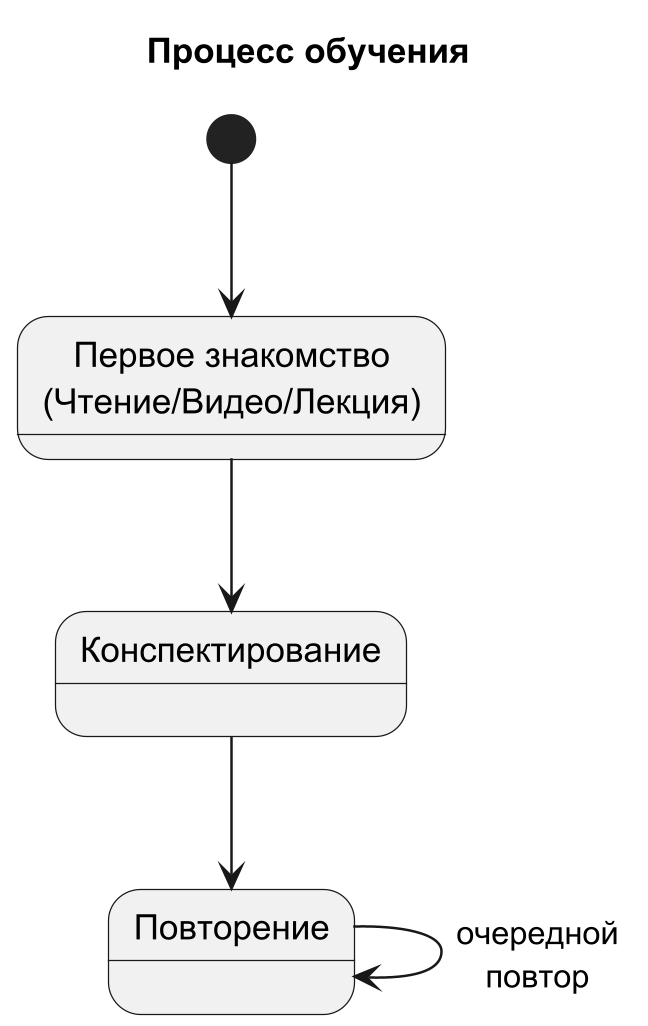 Процесс обучения
Первое знакомство
(Чтение/Видео/Лекция)
Конспектирование
Повторение
очередной
повтор